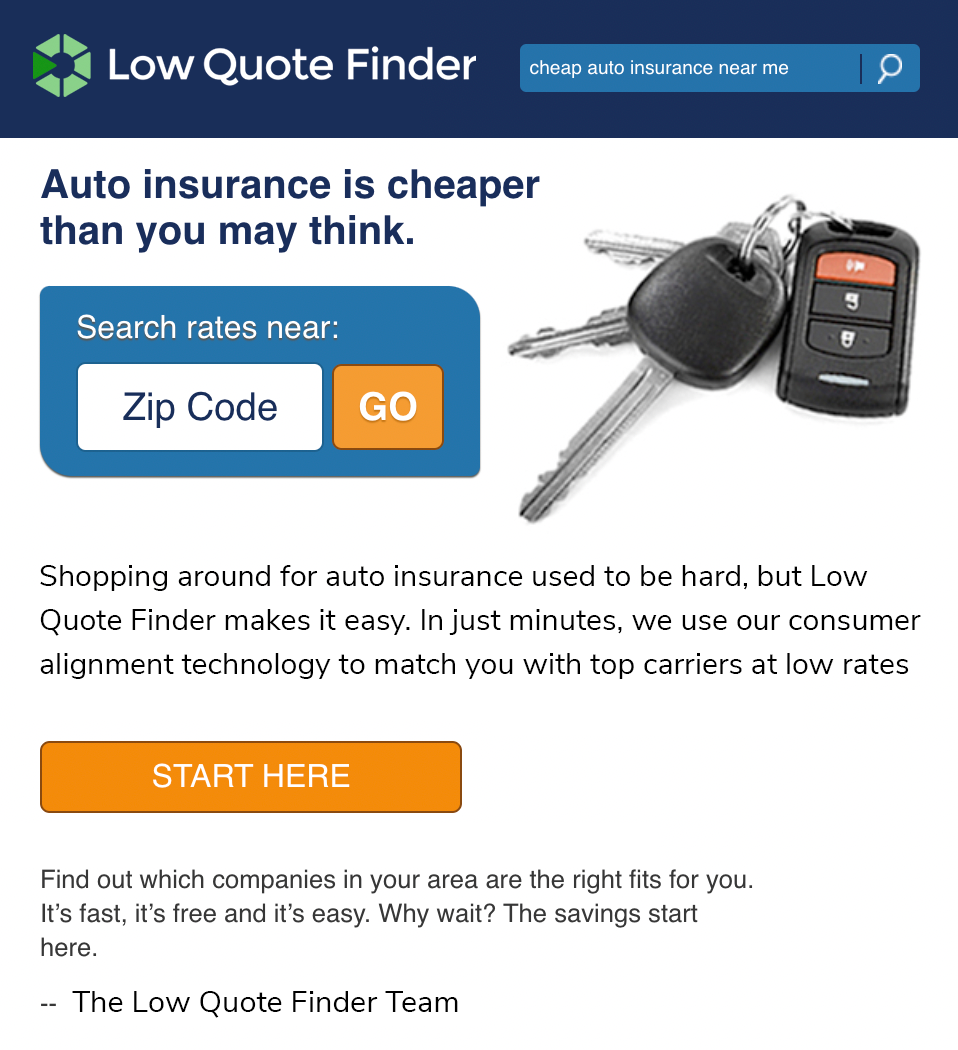 Low Quote Finder
cheap auto insurance near me
Auto insurance is cheaper
than you may think.
Search rates near:
Zip Code
GO
Shopping around for auto insurance used to be hard, but Low
Quote Finder makes it easy. In just minutes, we use our consumer
alignment technology to match you with top carriers at low rates
START HERE
Find out which companies in your area are the right fits for you.
It’s fast, it’s free and it’s easy. Why wait? The savings start
here.
-- The Low Quote Finder Team